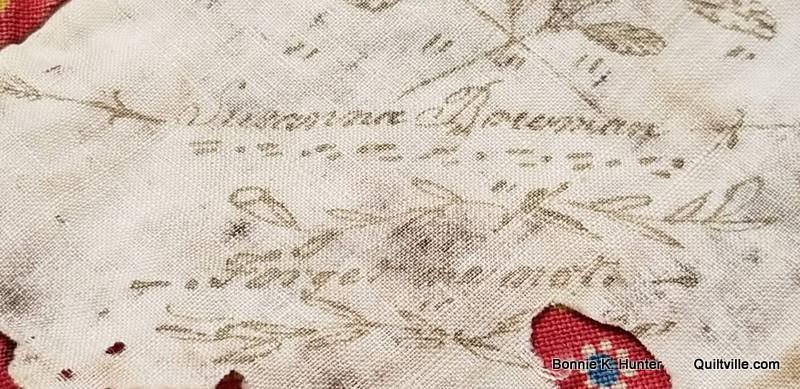 Susanna Bowman
Forget me not.
Bonnie K. Hunter Quiltville.com